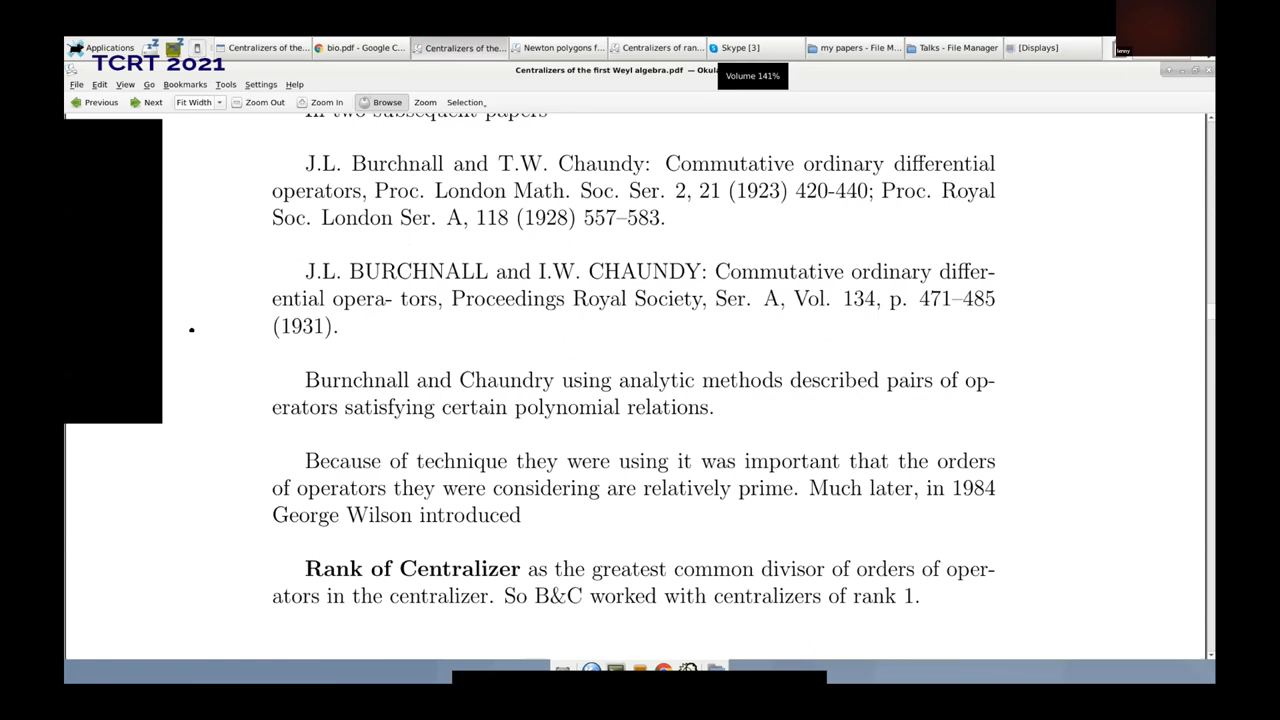 Applications
Centralizers of the...
bio.pdf - Google C...
Centralizers of the...
Newton polygons f...
Centralizers of ran...
Skype [3]
my papers - File M...
Talks - File Manager
[Displays]
TCRT 2021
Centralizers of the first Weyl algebra.pdf — Okul
Volume 141%
File Edit View Go Bookmarks Tools Settings Help
Previous Next Fit Width Zoom Out Zoom In Browse Zoom Selection
In two subsequent papers
J.L. Burchnall and T.W. Chaundy: Commutative ordinary differential
operators, Proc. London Math. Soc. Ser. 2, 21 (1923) 420-440; Proc. Royal
Soc. London Ser. A, 118 (1928) 557–583.
J.L. BURCHNALL and I.W. CHAUNDY: Commutative ordinary differ-
ential opera- tors, Proceedings Royal Society, Ser. A, Vol. 134, p. 471–485
(1931).
Burnchnall and Chaundry using analytic methods described pairs of op-
erators satisfying certain polynomial relations.
Because of technique they were using it was important that the orders
of operators they were considering are relatively prime. Much later, in 1984
George Wilson introduced
Rank of Centralizer as the greatest common divisor of orders of oper-
ators in the centralizer. So B&C worked with centralizers of rank 1.